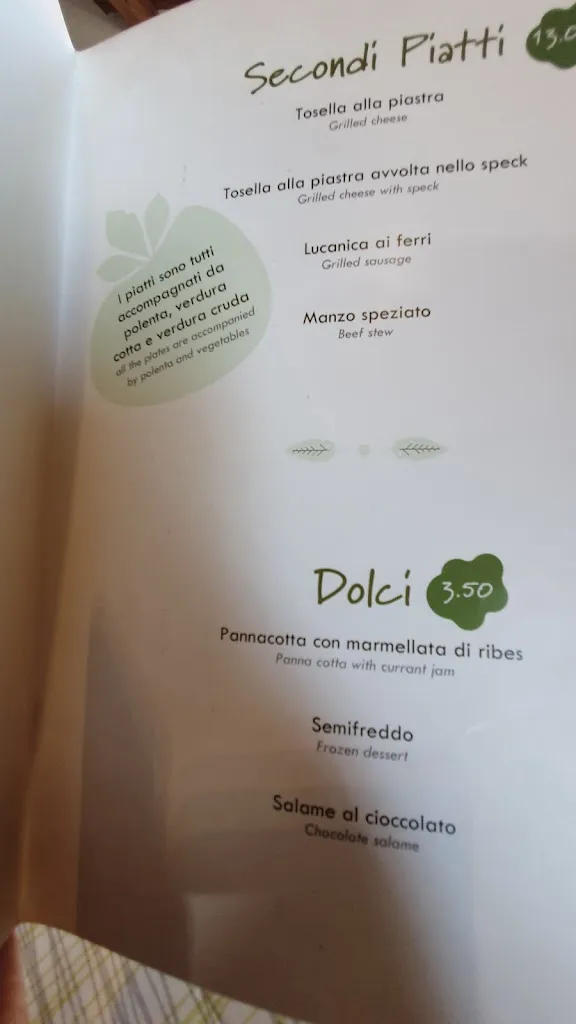 Secondi Piatti
Tosella alla piastra
Grilled cheese
Tosella alla piastra avvolta nello speck
Grilled cheese with speck
Lucanica ai ferri
Grilled sausage
Manzo speziato
Beef stew
I piatti sono tutti
accompagnati da
polenta, verdura
cotta e verdura cruda
all the plates are accompanied
by polenta and vegetables
Dolci 3.50
Pannacotta con marmellata di ribes
Panna cotta with currant jam
Semifreddo
Frozen dessert
Salame al cioccolato
Chocolate salame